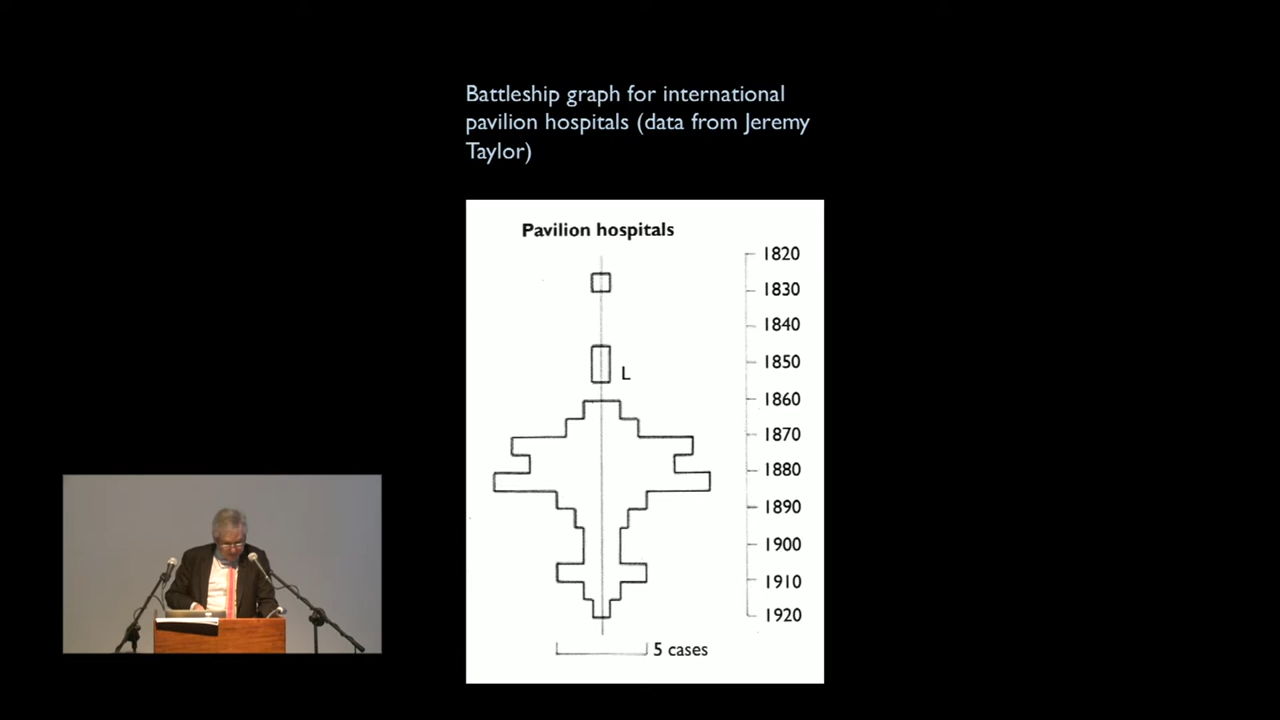 Battleship graph for international
pavilion hospitals (data from Jeremy
Taylor)
Pavilion hospitals
1820
1830
1840
1850
L
1860
1870
1880
1890
1900
1910
1920
5 cases